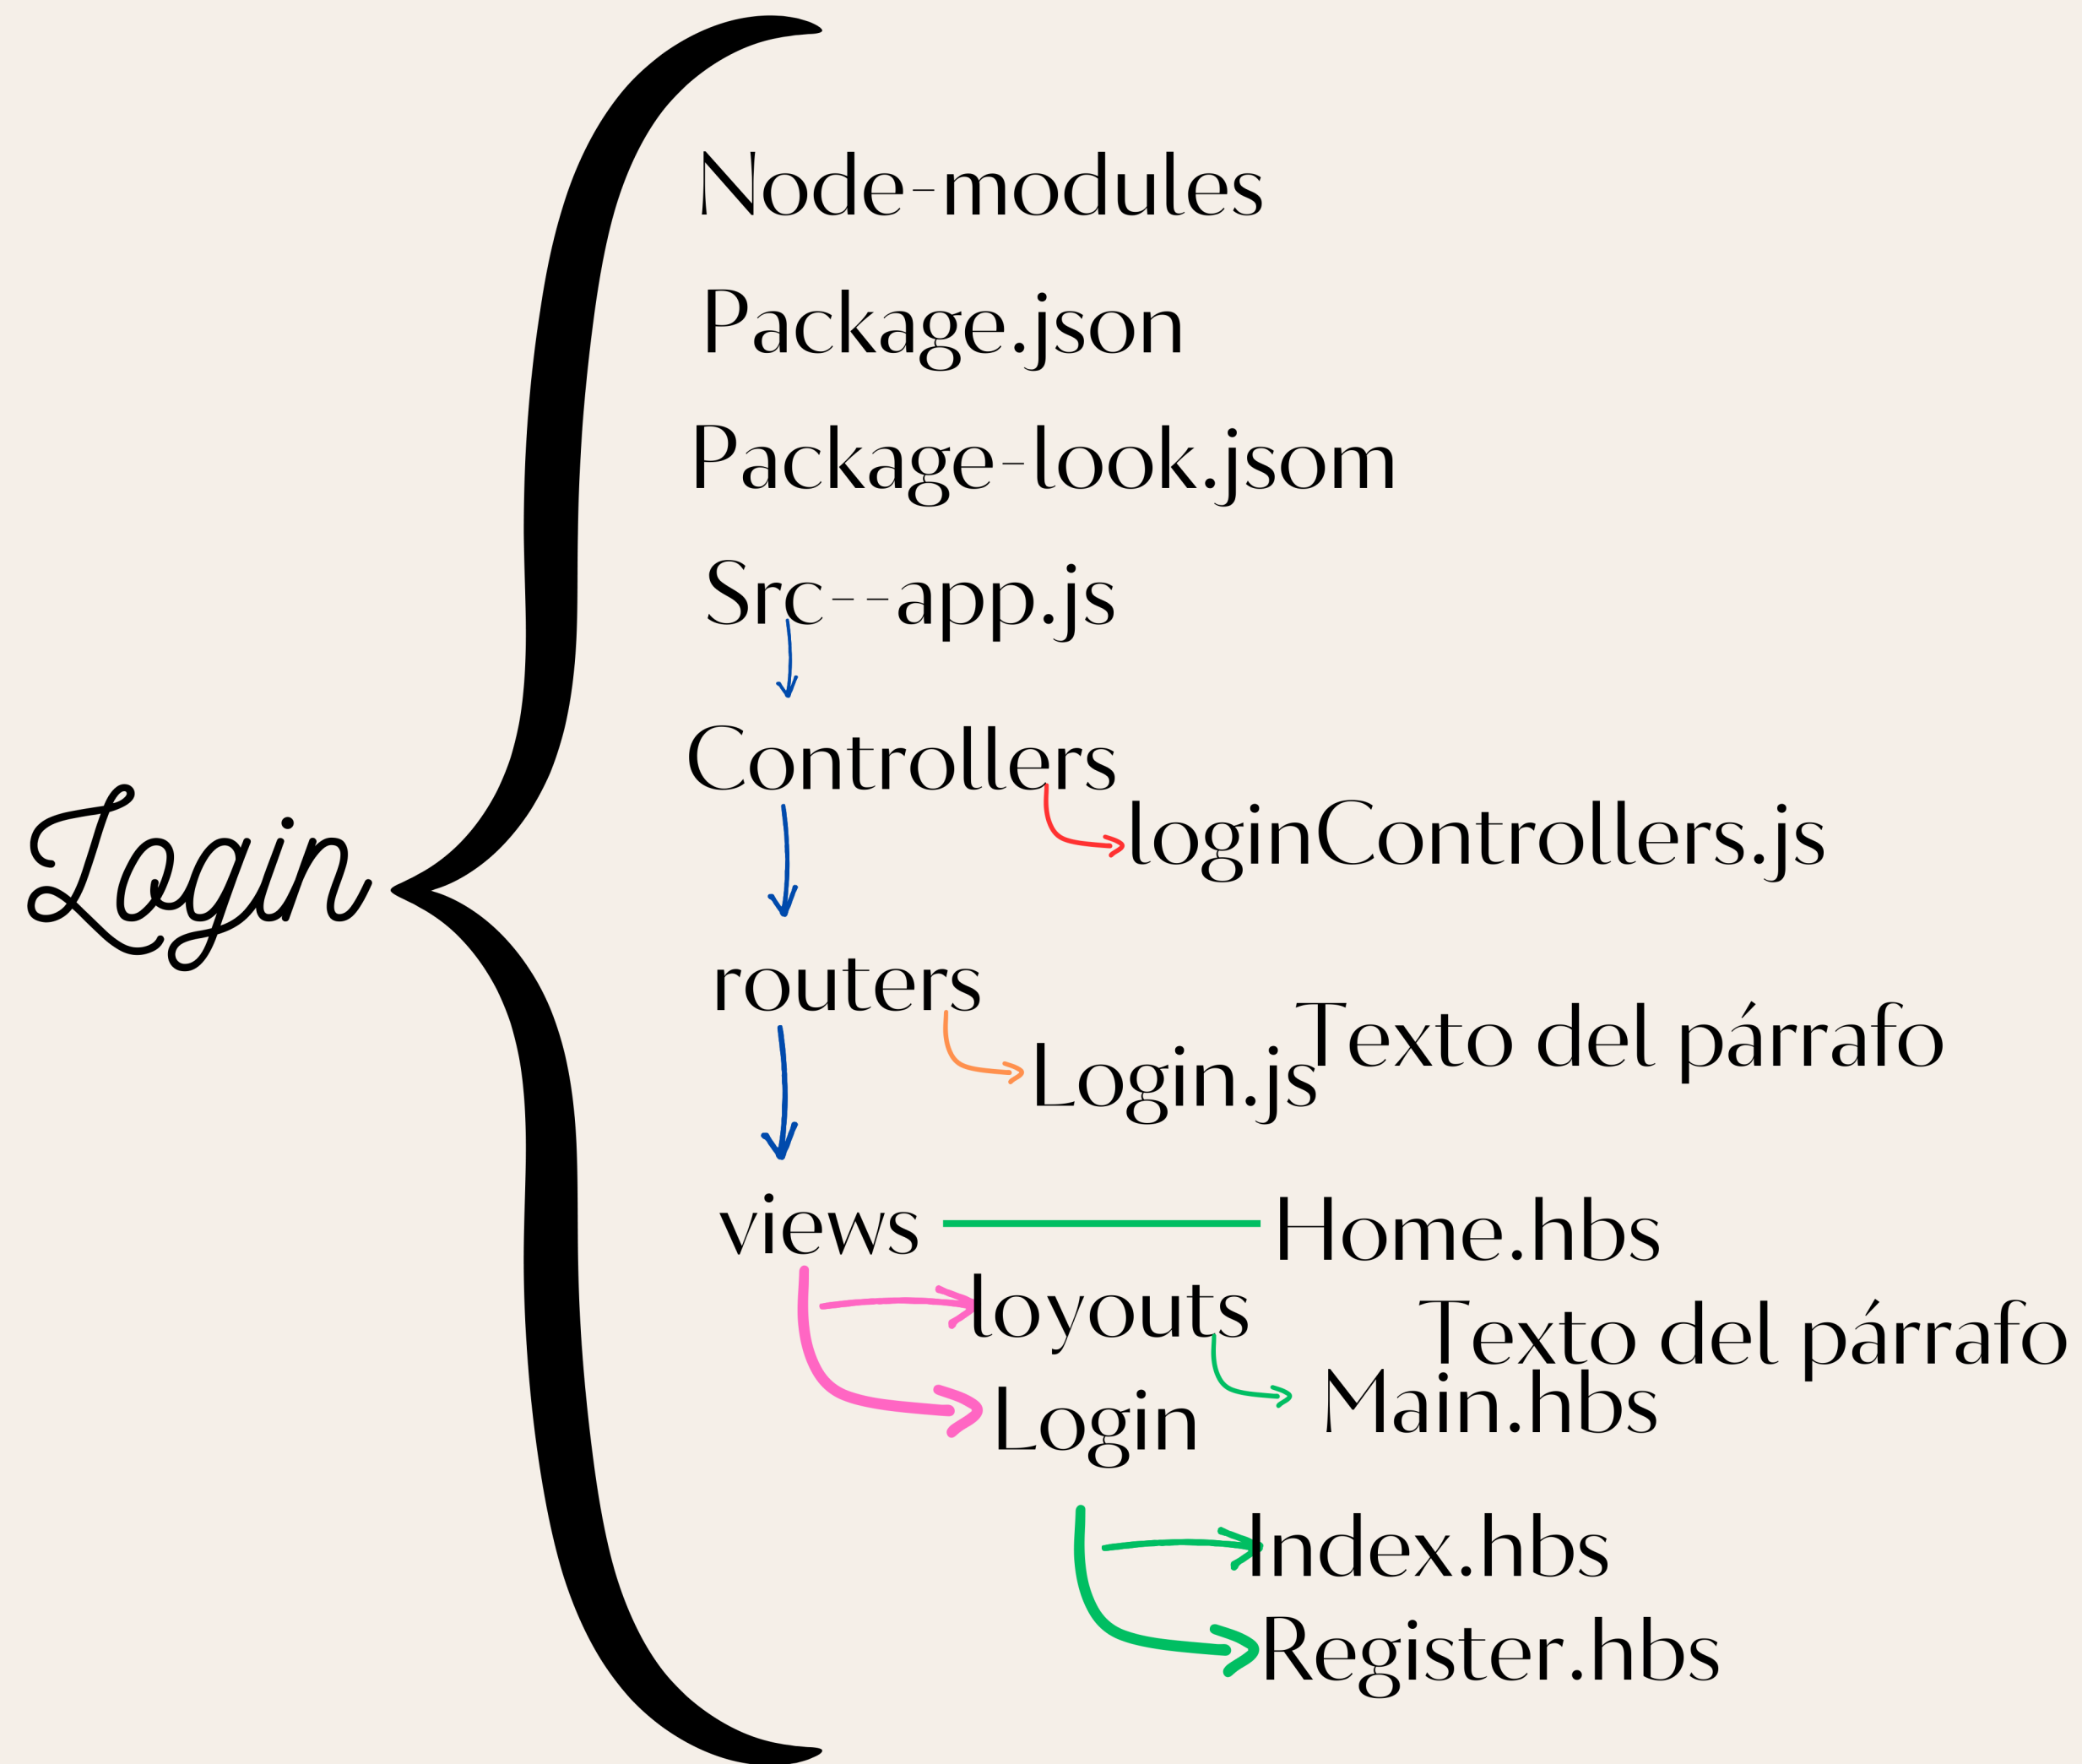 Login
Node-modules
Package.json
Package-look.jsom
Src--app.js
Controllers
loginControllers.js
routers
Texto del párrafo
Login.js
views
Home.hbs
loyouts
Texto del párrafo
Main.hbs
Login
Index.hbs
Register.hbs